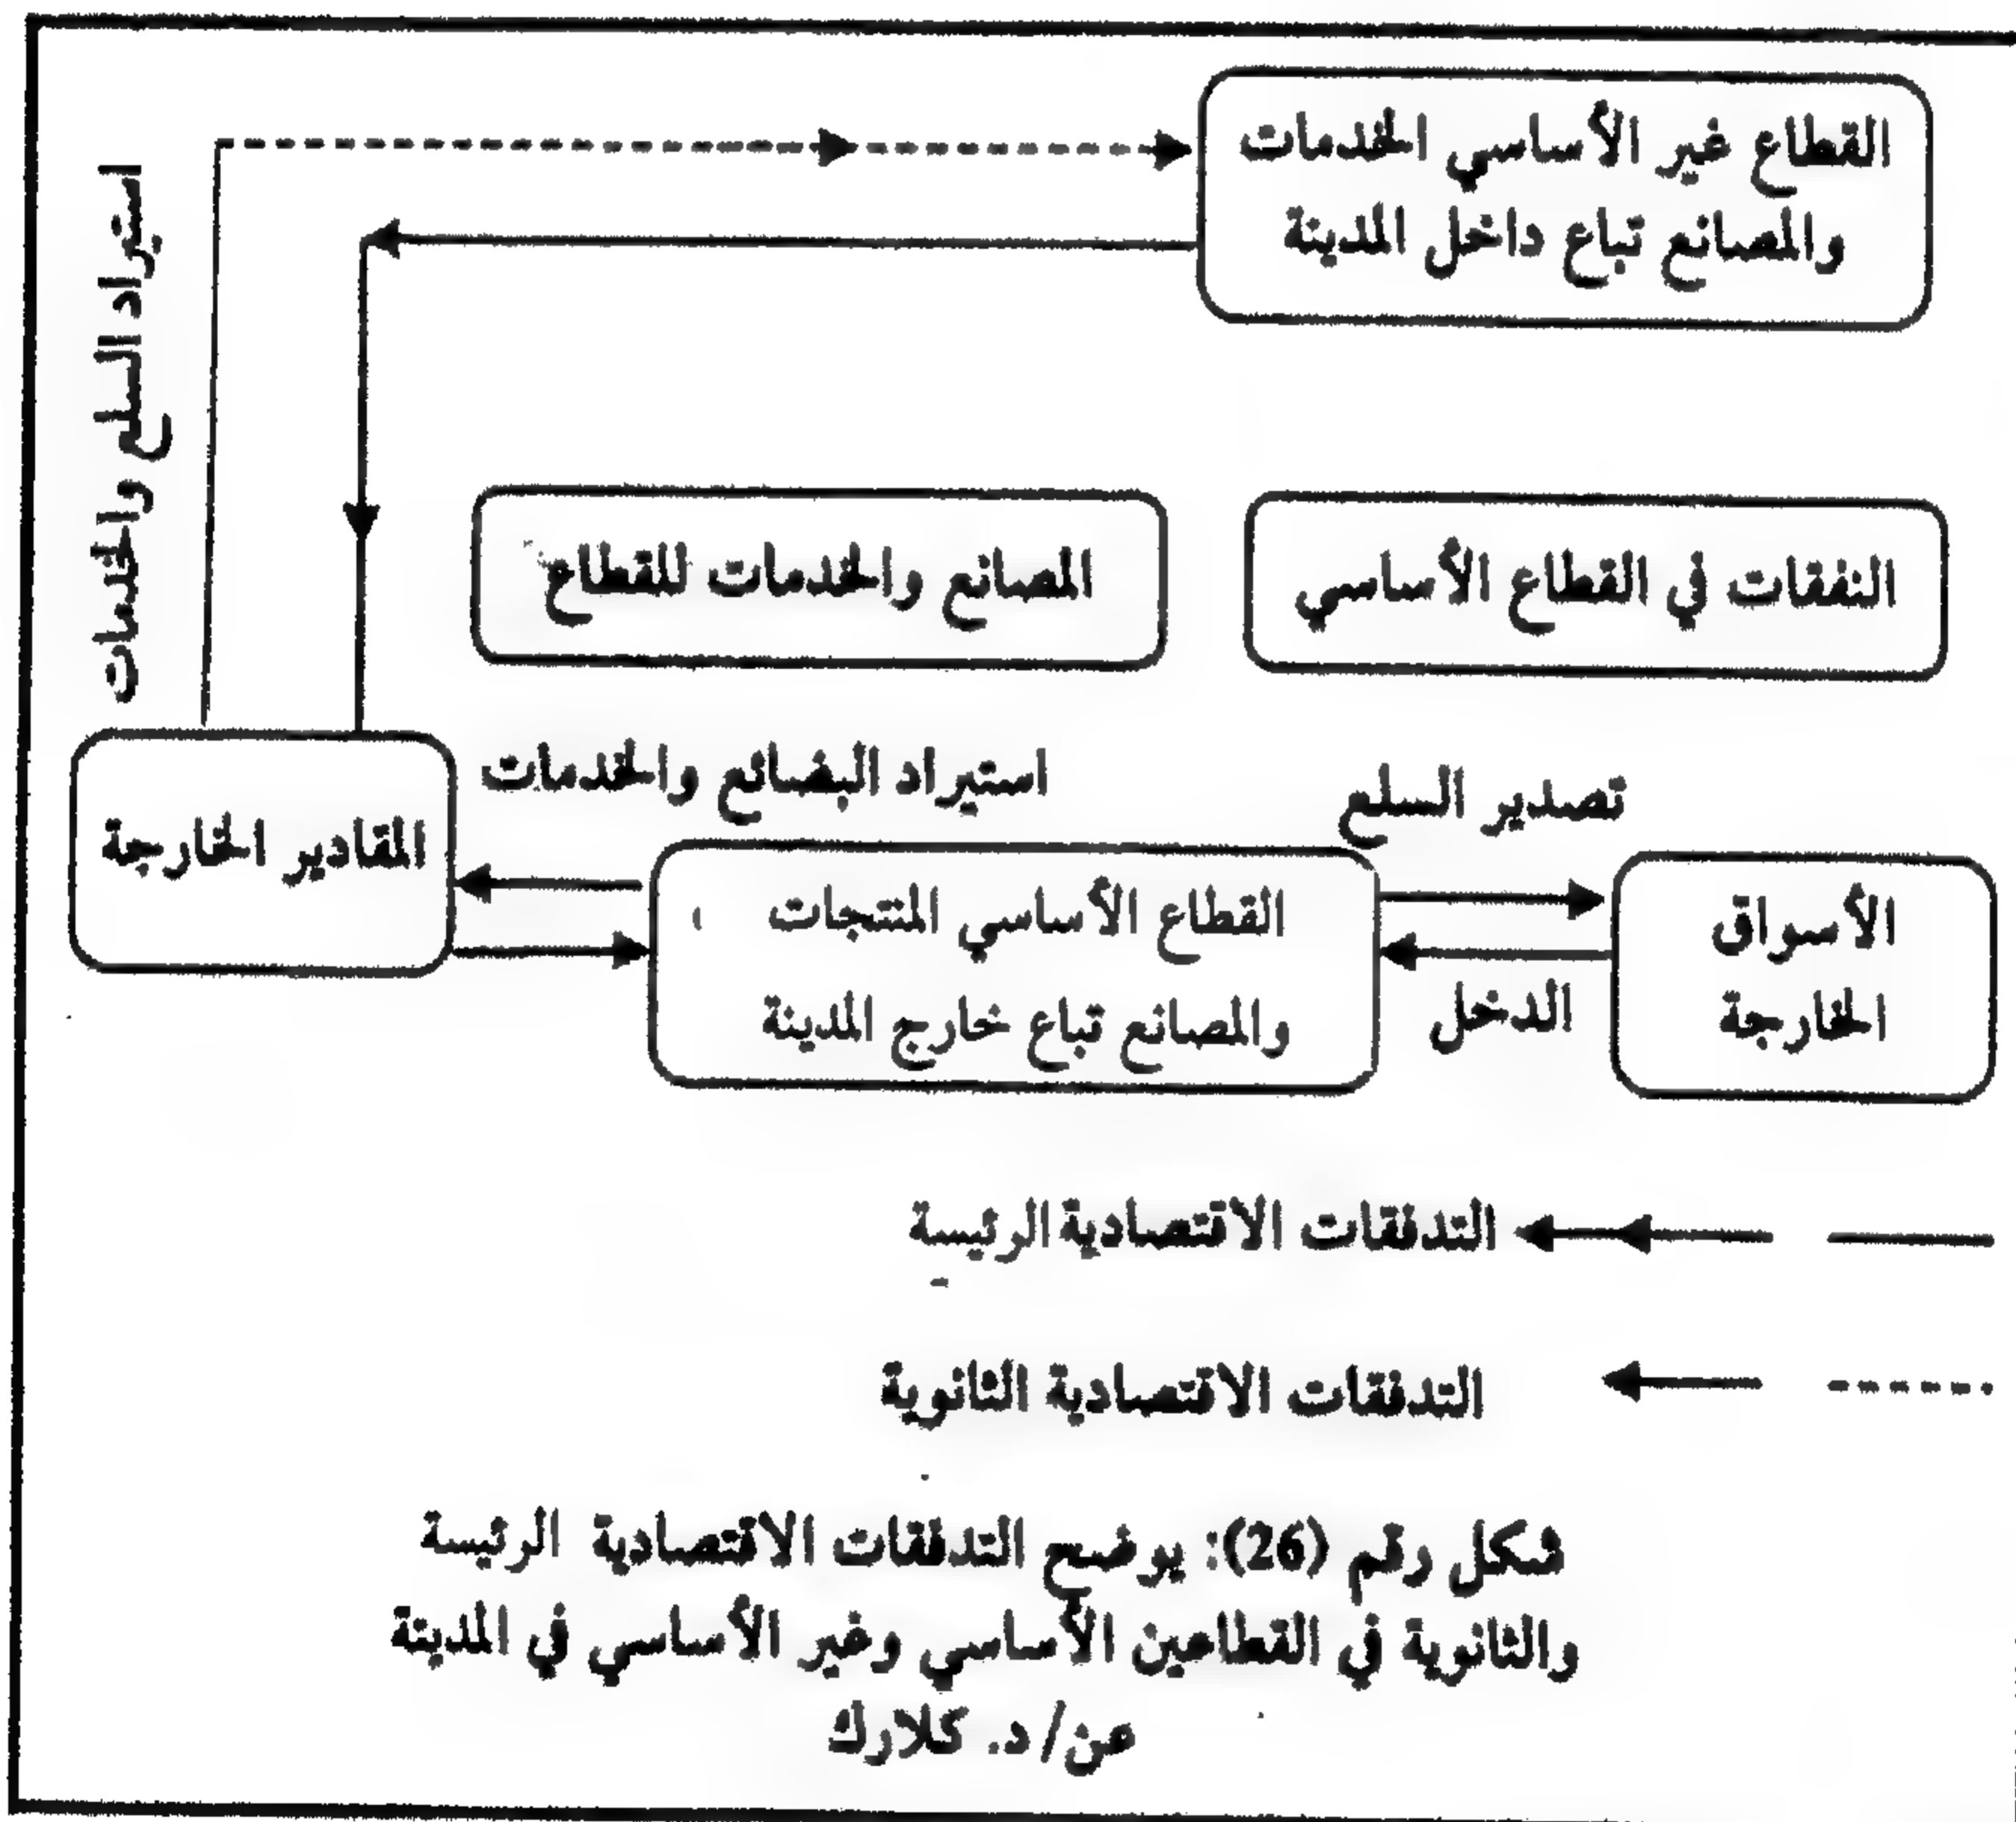 القطاع غير الأساسي الخدمات
والمصانع تباع داخل المدينة
استيراد السلع والخدمات
النفقات في القطاع الأساسي
المصانع والخدمات للقطاع
تصدير السلع
استيراد البضائع والخدمات
المقادير الخارجة
الأسواق
الخارجة
الدخل
القطاع الأساسي المنتجات
والمصانع تباع خارج المدينة
التدفقات الاقتصادية الرئيسة
التدفقات الاقتصادية الثانوية
شكل رقم (26): يوضح التدفقات الاقتصادية الرئيسة
والثانوية في القطاعين الأساسي وغير الأساسي في المدينة
عن/د. كلارك